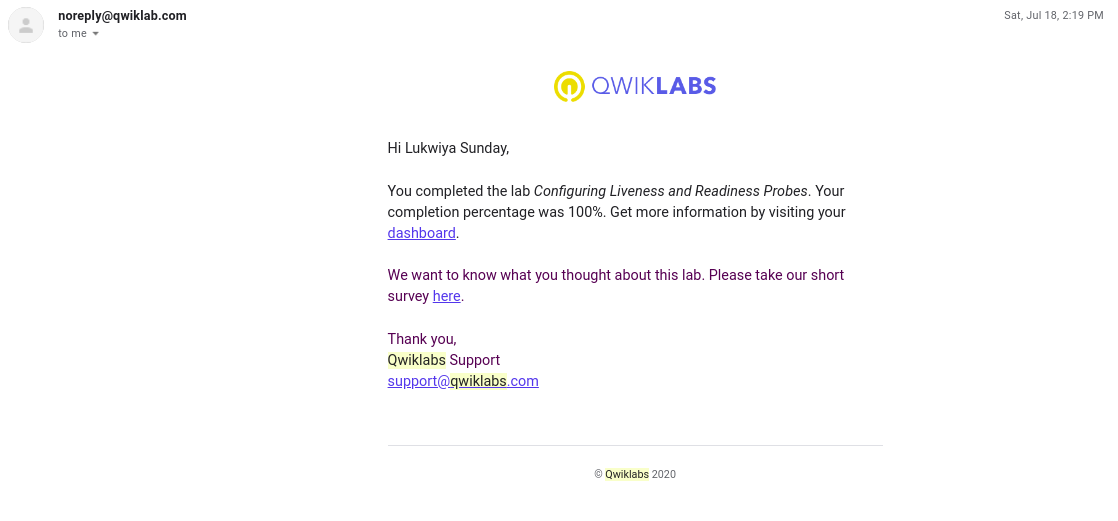 noreply@qwiklab.com
Sat, Jul 18, 2:19 PM
to me
QWIKLABS
Hi Lukwiya Sunday,
You completed the lab Configuring Liveness and Readiness Probes. Your
completion percentage was 100%. Get more information by visiting your
dashboard.
We want to know what you thought about this lab. Please take our short
survey here.
Thank you,
Qwiklabs Support
support@qwiklabs.com
© Qwiklabs 2020